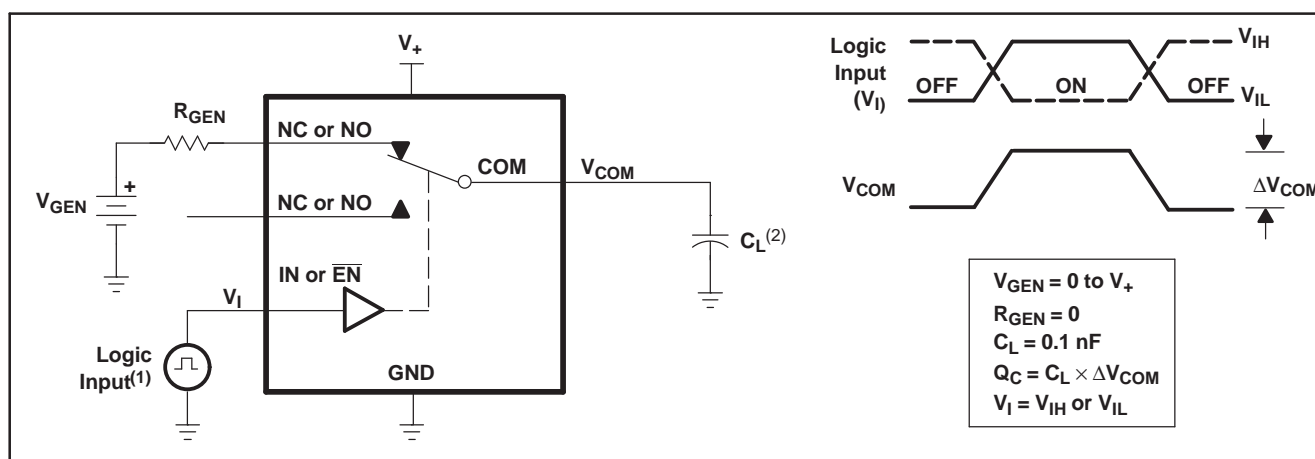 V+
RGEN
NC or NO
COM
VCOM
VGEN
+
NC or NO
CL(2)
IN or E̅N̅
VI
Logic
Input(1)
GND
Logic
Input
(VI)
OFF
ON
OFF
VIH
VIL
VCOM
ΔVCOM
VGEN = 0 to V+
RGEN = 0
CL = 0.1 nF
QC = CL × ΔVCOM
VI = VIH or VIL